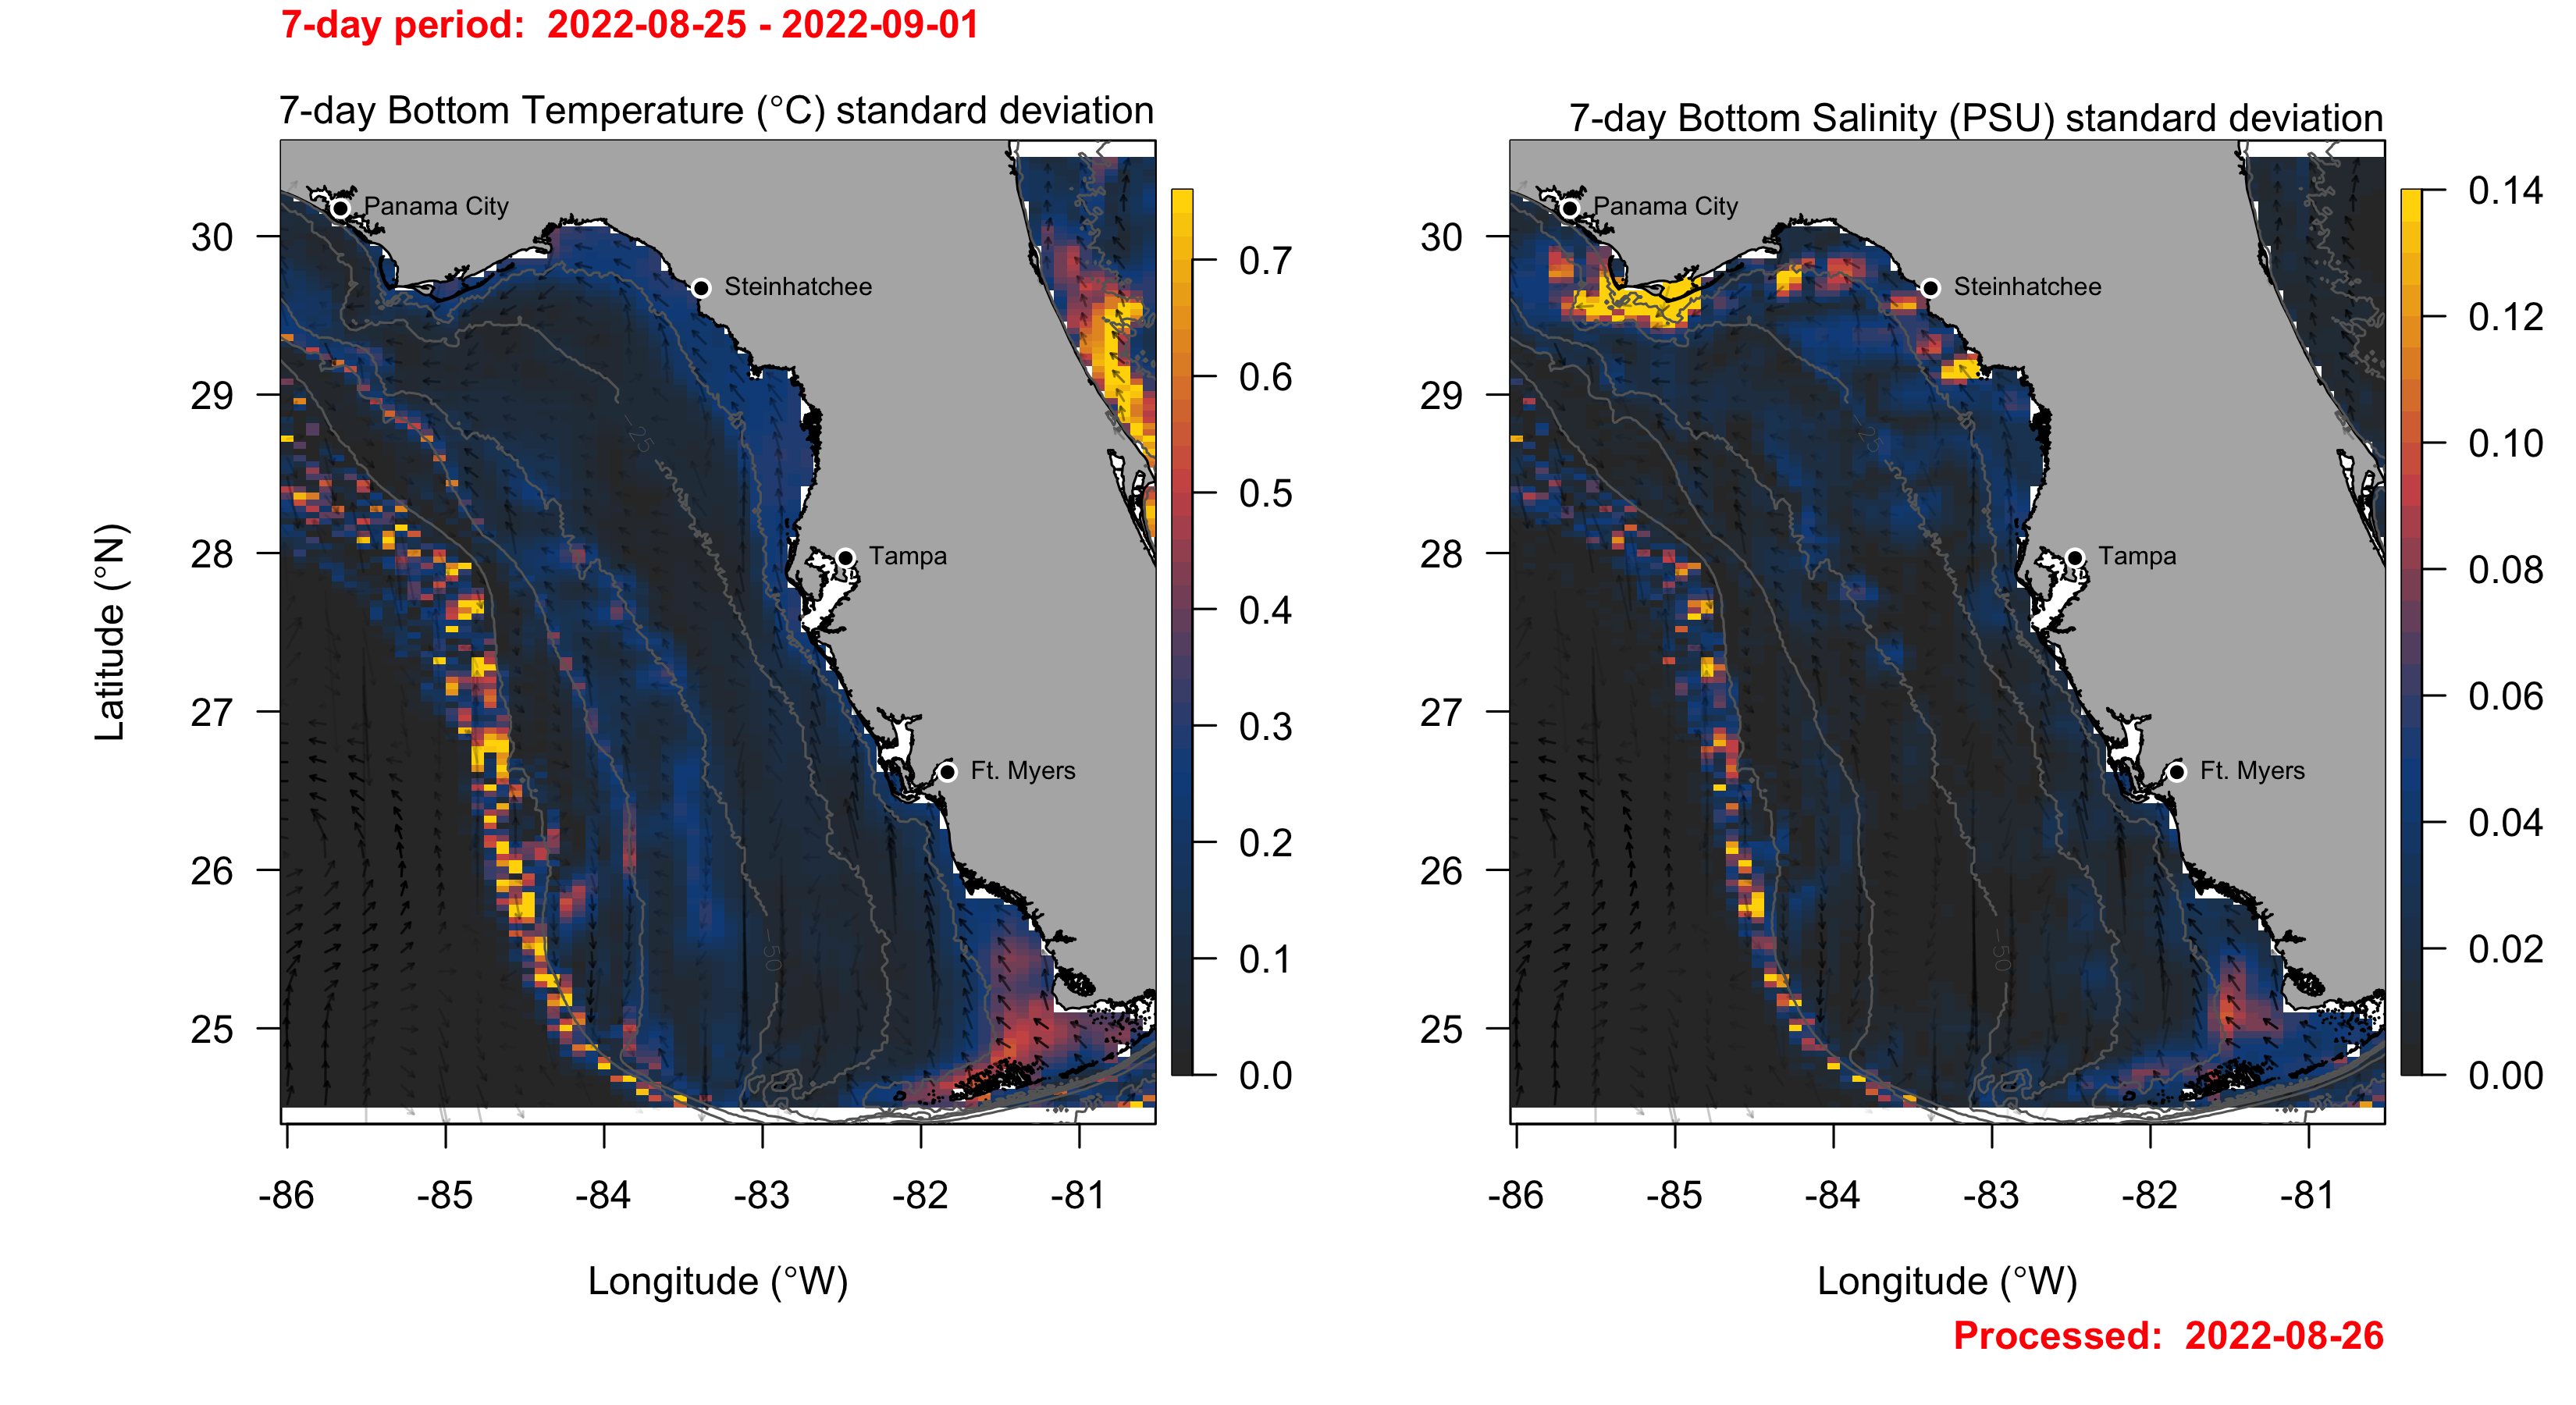 7-day period:  2022-08-25 - 2022-09-01
7-day Bottom Temperature (°C) standard deviation
Panama City
Steinhatchee
Tampa
Ft. Myers
-25
-50
30
29
28
27
26
25
Latitude (°N)
-86 -85 -84 -83 -82 -81
Longitude (°W)
0.7
0.6
0.5
0.4
0.3
0.2
0.1
0.0
7-day Bottom Salinity (PSU) standard deviation
Panama City
Steinhatchee
Tampa
Ft. Myers
-25
-50
30
29
28
27
26
25
-86 -85 -84 -83 -82 -81
Longitude (°W)
0.14
0.12
0.10
0.08
0.06
0.04
0.02
0.00
Processed:  2022-08-26